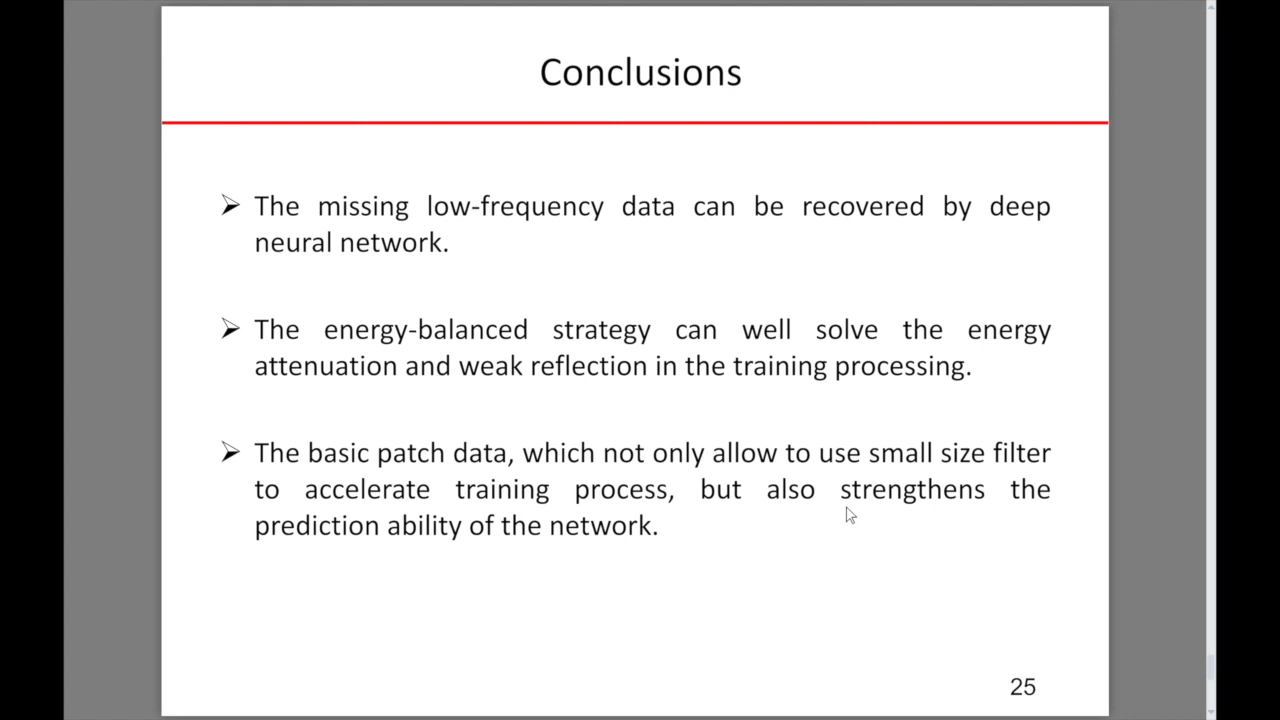 Conclusions
The missing low-frequency data can be recovered by deep
neural network.
The energy-balanced strategy can well solve the energy
attenuation and weak reflection in the training processing.
The basic patch data, which not only allow to use small size filter
to accelerate training process, but also strengthens the
prediction ability of the network.
25